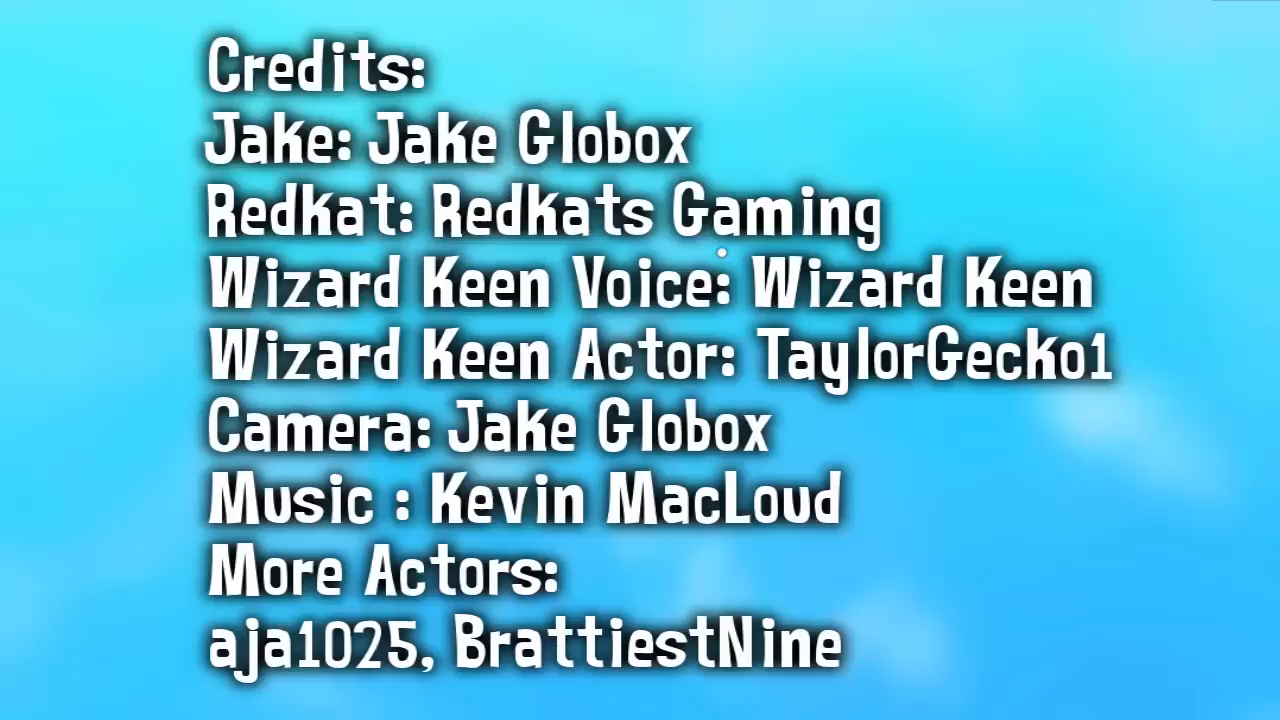 Credits:
Jake: Jake Globox
Redkat: Redkats Gaming
Wizard Keen Voice: Wizard Keen
Wizard Keen Actor: TaylorGecko1
Camera: Jake Globox
Music : Kevin MacLoud
More Actors:
aja1025, BrattiestNine